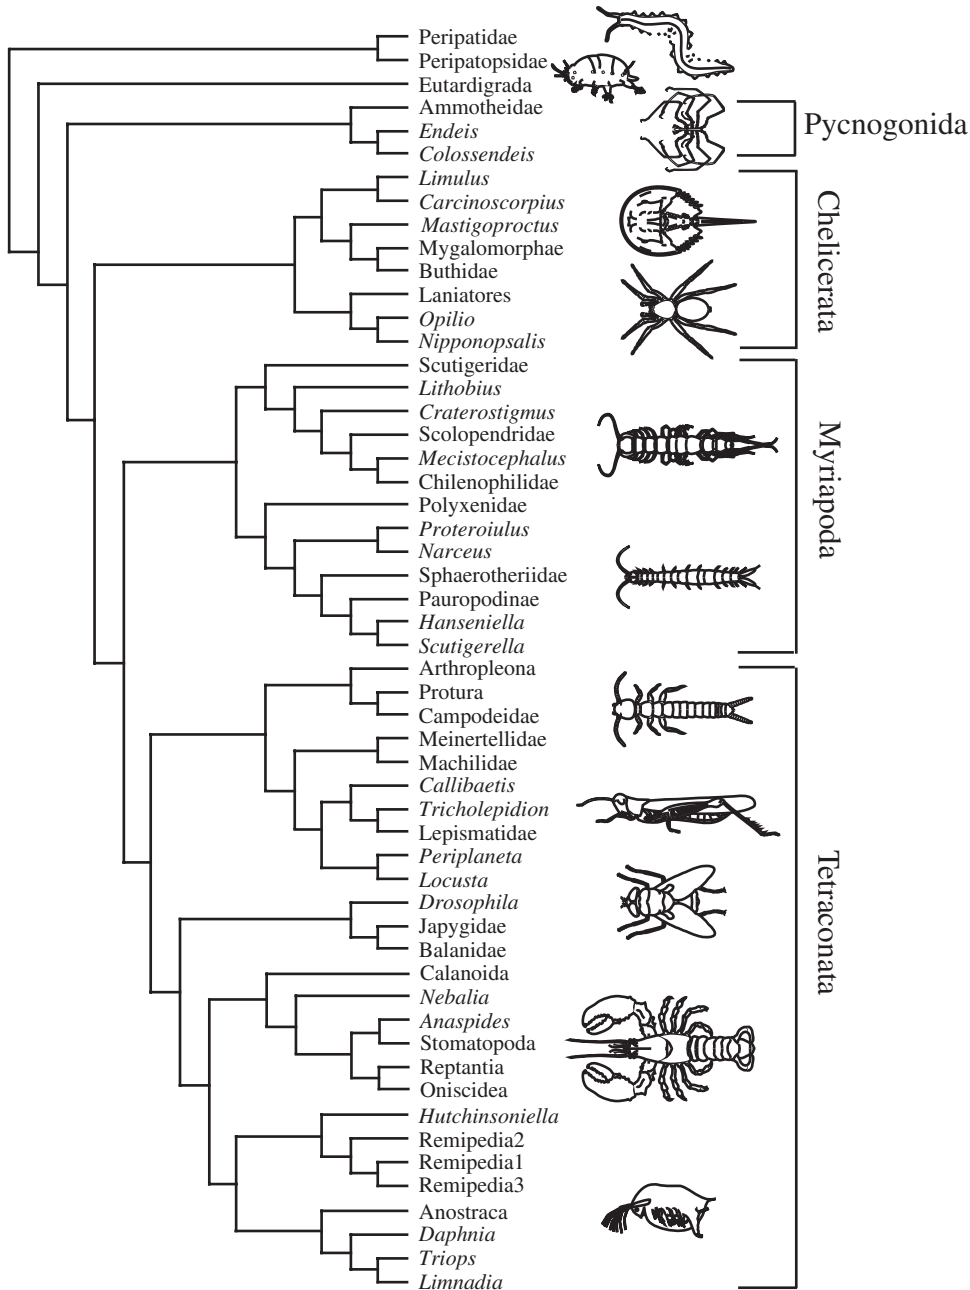 Peripatidae
Peripatopsidae
Eutardigrada
Ammotheidae
Endeis
Colossendeis
Pycnogonida
Limulus
Carcinoscorpius
Mastigoproctus
Mygalomorphae
Buthidae
Laniatores
Opilio
Nipponopsalis
Chelicerata
Scutigeridae
Lithobius
Craterostigmus
Scolopendridae
Mecistocephalus
Chilenophilidae
Polyxenidae
Proteroiulus
Narceus
Sphaerotheriidae
Pauropodinae
Hanseniella
Scutigerella
Myriapoda
Arthropleona
Protura
Campodeidae
Meinertellidae
Machilidae
Callibaetis
Tricholepidion
Lepismatidae
Periplaneta
Locusta
Drosophila
Japygidae
Balanidae
Calanoida
Nebalia
Anaspides
Stomatopoda
Reptantia
Oniscidea
Hutchinsoniella
Remipedia2
Remipedia1
Remipedia3
Anostraca
Daphnia
Triops
Limnadia
Tetraconata